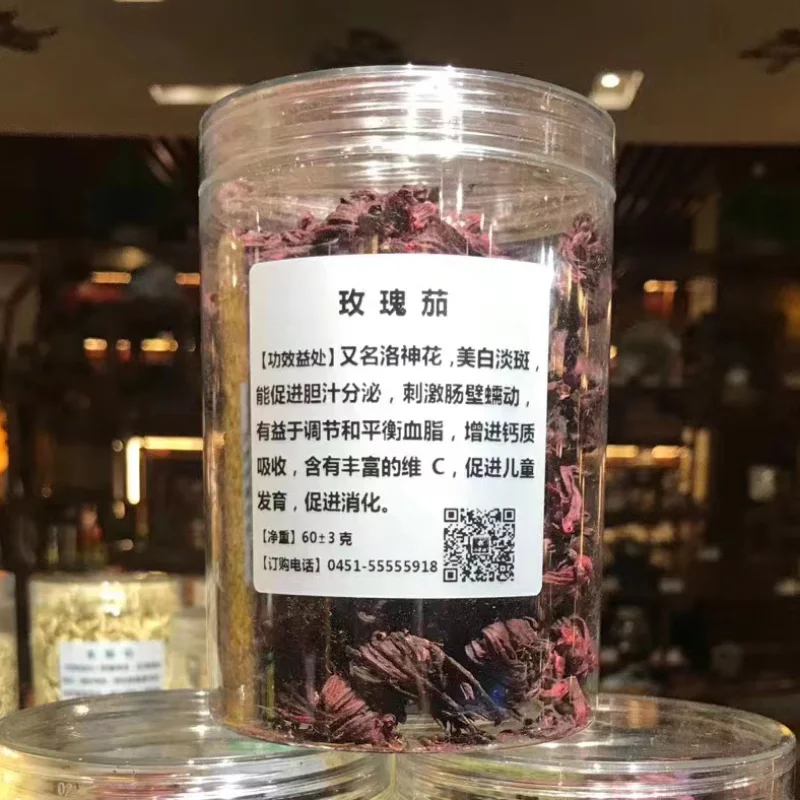 玫瑰茄
【功效益处】又名洛神花,美白淡斑,
能促进胆汁分泌,刺激肠壁蠕动,
有益于调节和平衡血脂,增进钙质
吸收,含有丰富的维 C,促进儿童
发育,促进消化。
【净重】60±3 克
【订购电话】0451-55555918